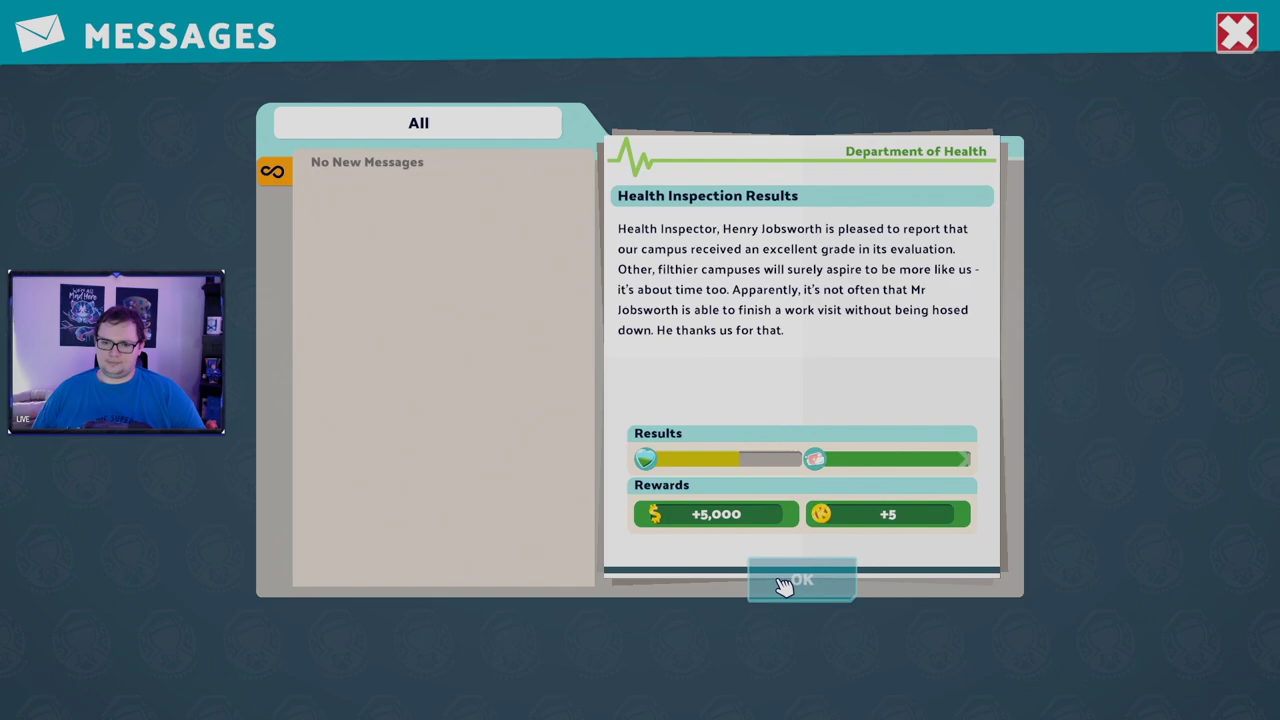 MESSAGES
All
No New Messages
Department of Health
Health Inspection Results
Health Inspector, Henry Jobsworth is pleased to report that
our campus received an excellent grade in its evaluation.
Other, filthier campuses will surely aspire to be more like us -
it's about time too. Apparently, it's not often that Mr
Jobsworth is able to finish a work visit without being hosed
down. He thanks us for that.
Results
Rewards
+5,000
+5
OK
LIVE